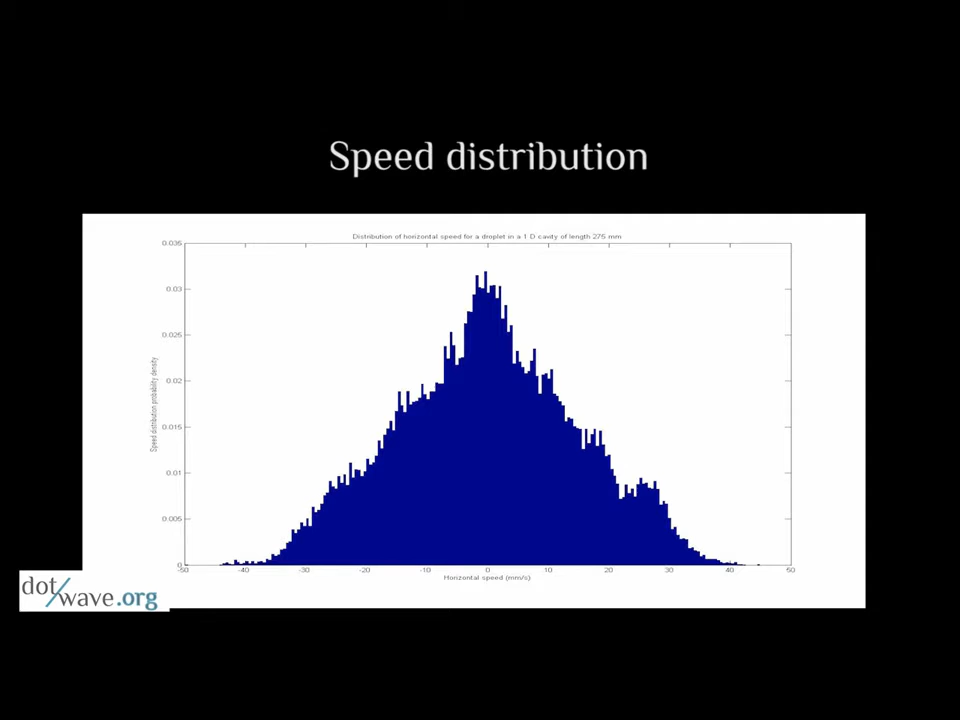 Speed distribution
Distribution of horizontal speed for a droplet in a 1 D cavity of length 275 mm
0.035
0.03
0.025
0.02
0.015
0.01
0.005
0
Speed distribution probability density
-50 -40 -30 -20 -10 0 10 20 30 40 50
Horizontal speed (mm/s)
dot/wave.org